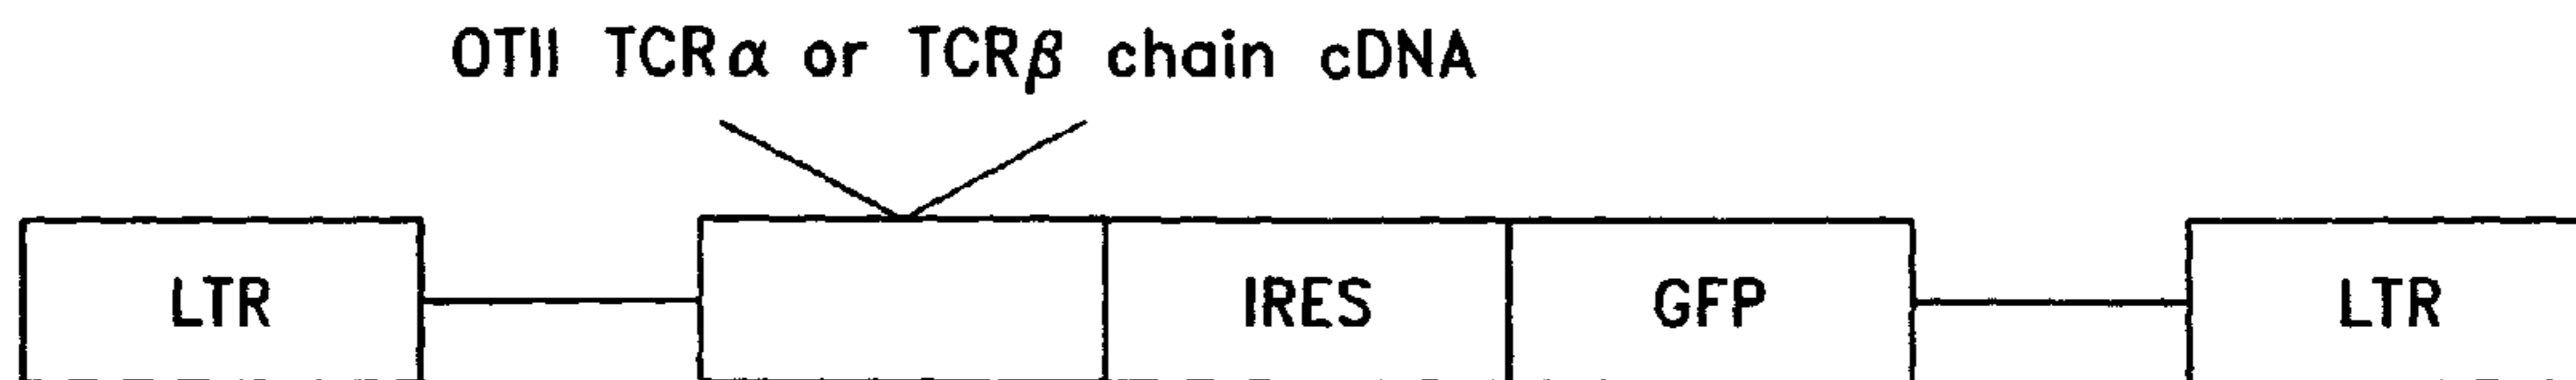 OTII TCRα or TCRβ chain cDNA
LTR IRES GFP LTR